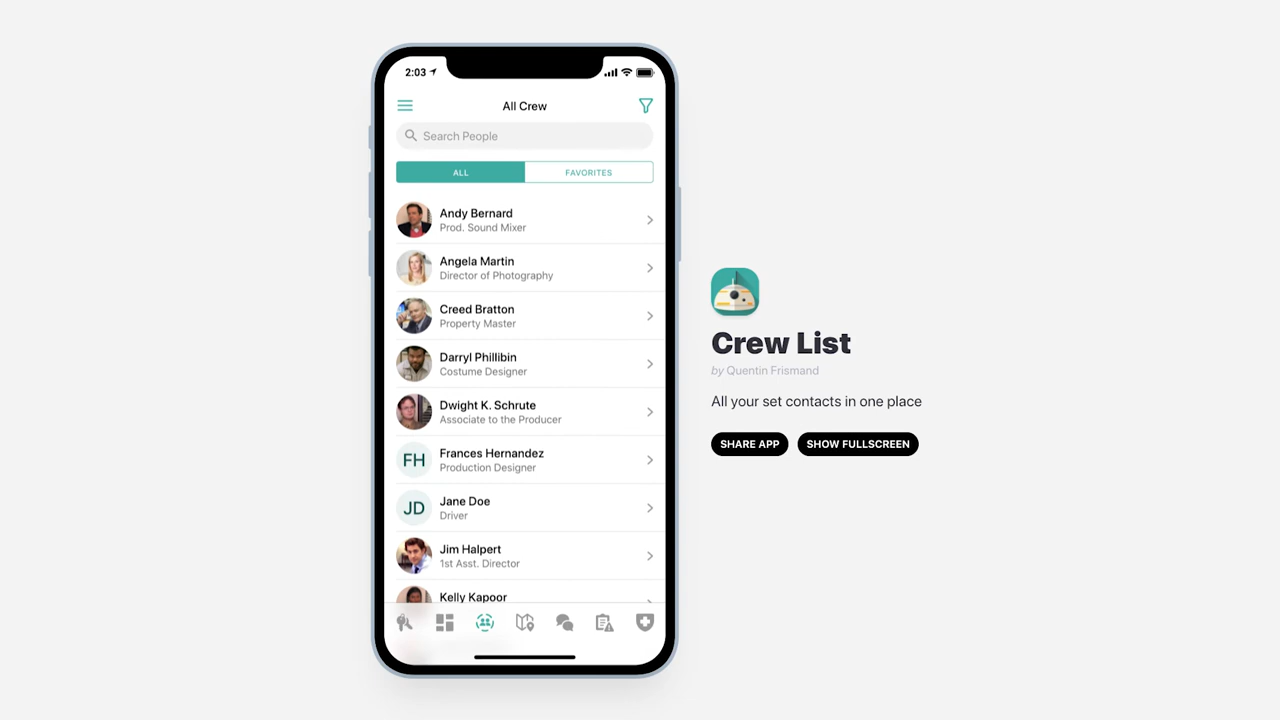 2:03
All Crew
Search People
ALL
FAVORITES
Andy Bernard
Prod. Sound Mixer
Angela Martin
Director of Photography
Creed Bratton
Property Master
Darryl Phillibin
Costume Designer
Dwight K. Schrute
Associate to the Producer
FH
Frances Hernandez
Production Designer
JD
Jane Doe
Driver
Jim Halpert
1st Asst. Director
Kelly Kapoor
Crew List
by Quentin Frismand
All your set contacts in one place
SHARE APP
SHOW FULLSCREEN